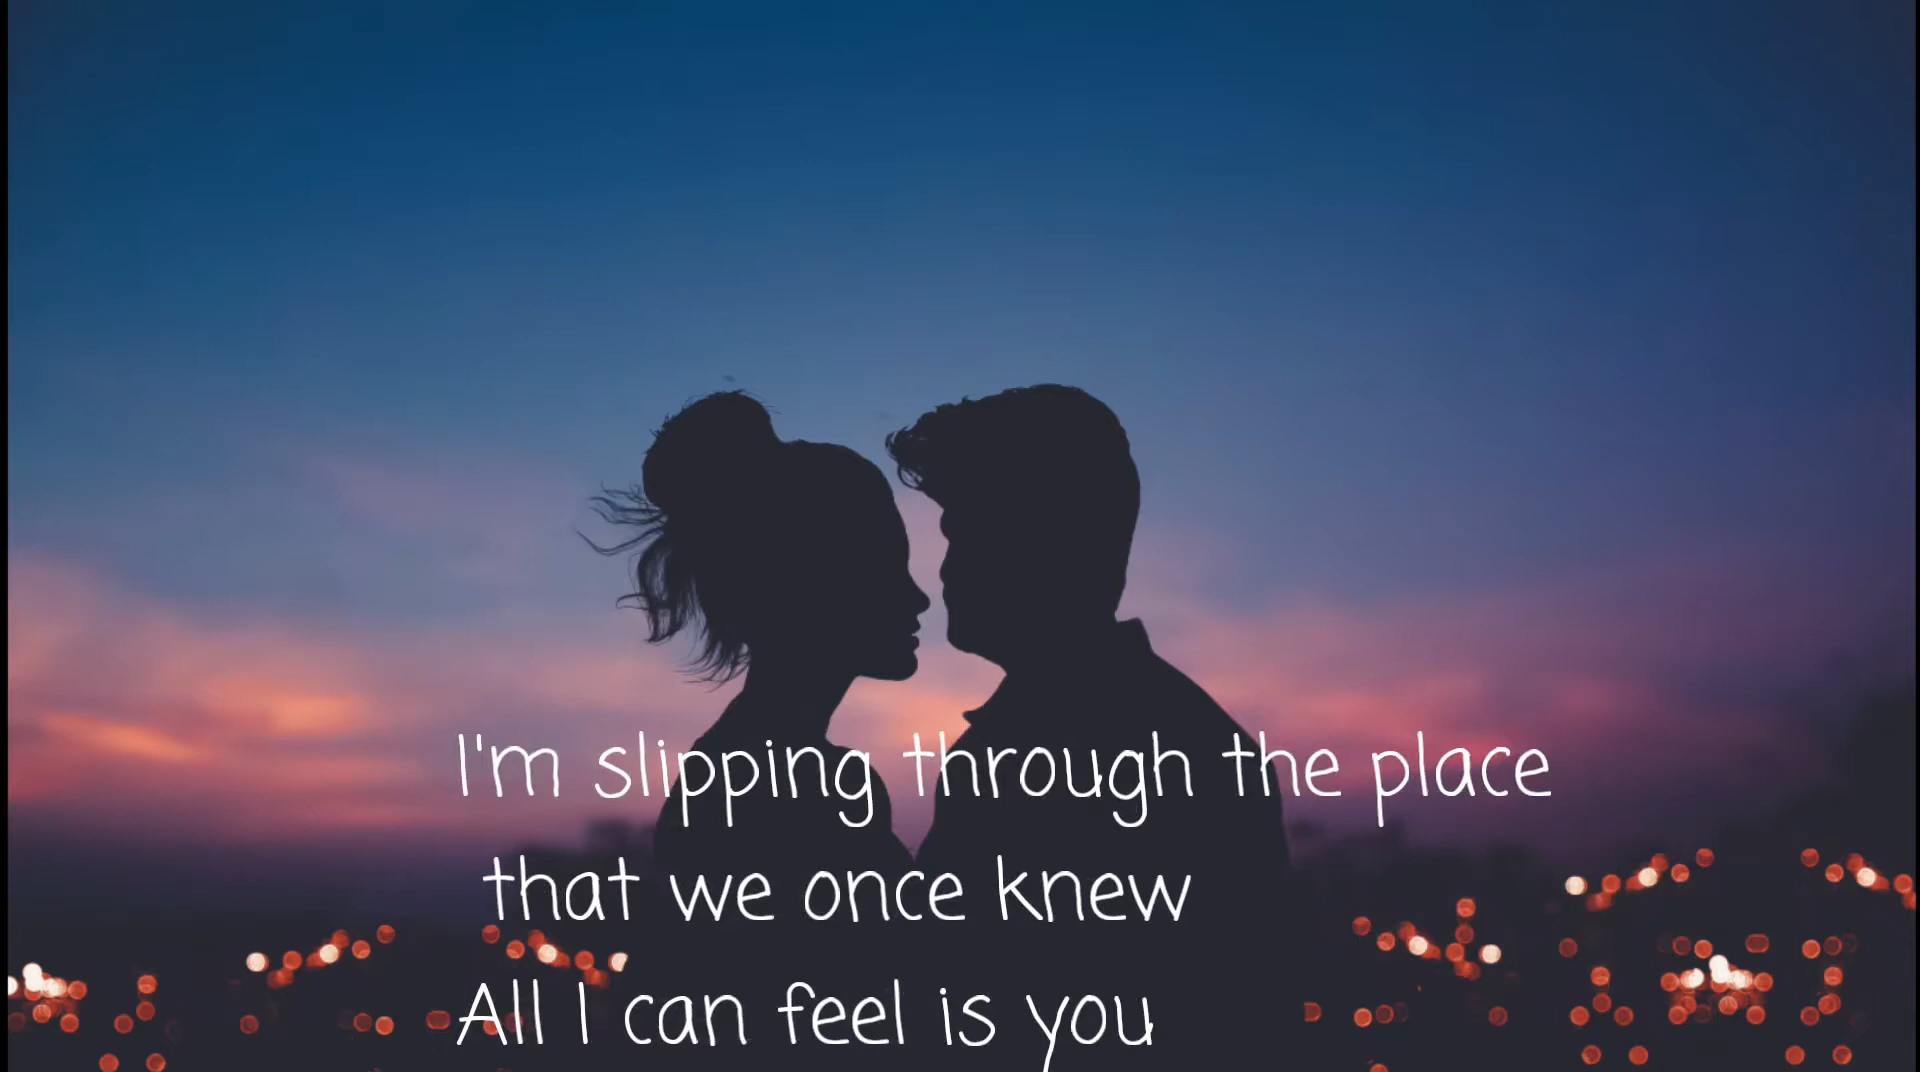 I'm slipping through the place
that we once knew
All I can feel is you